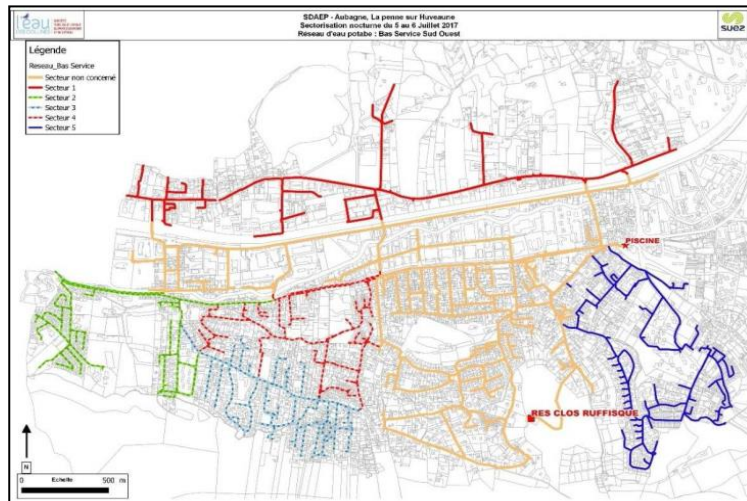 l'eau
SDAEP - Aubagne, La penne sur Huveaune
Sectorisation nocturne du 5 au 6 Juillet 2017
Réseau d'eau potabe : Bas Service Sud Ouest
suez
Légende
Reseau_Bas Service
Secteur non concerné
Secteur 1
Secteur 2
Secteur 3
Secteur 4
Secteur 5
PISCINE
RES CLOS RUFFISQUE
N
Echelle
0 500 m